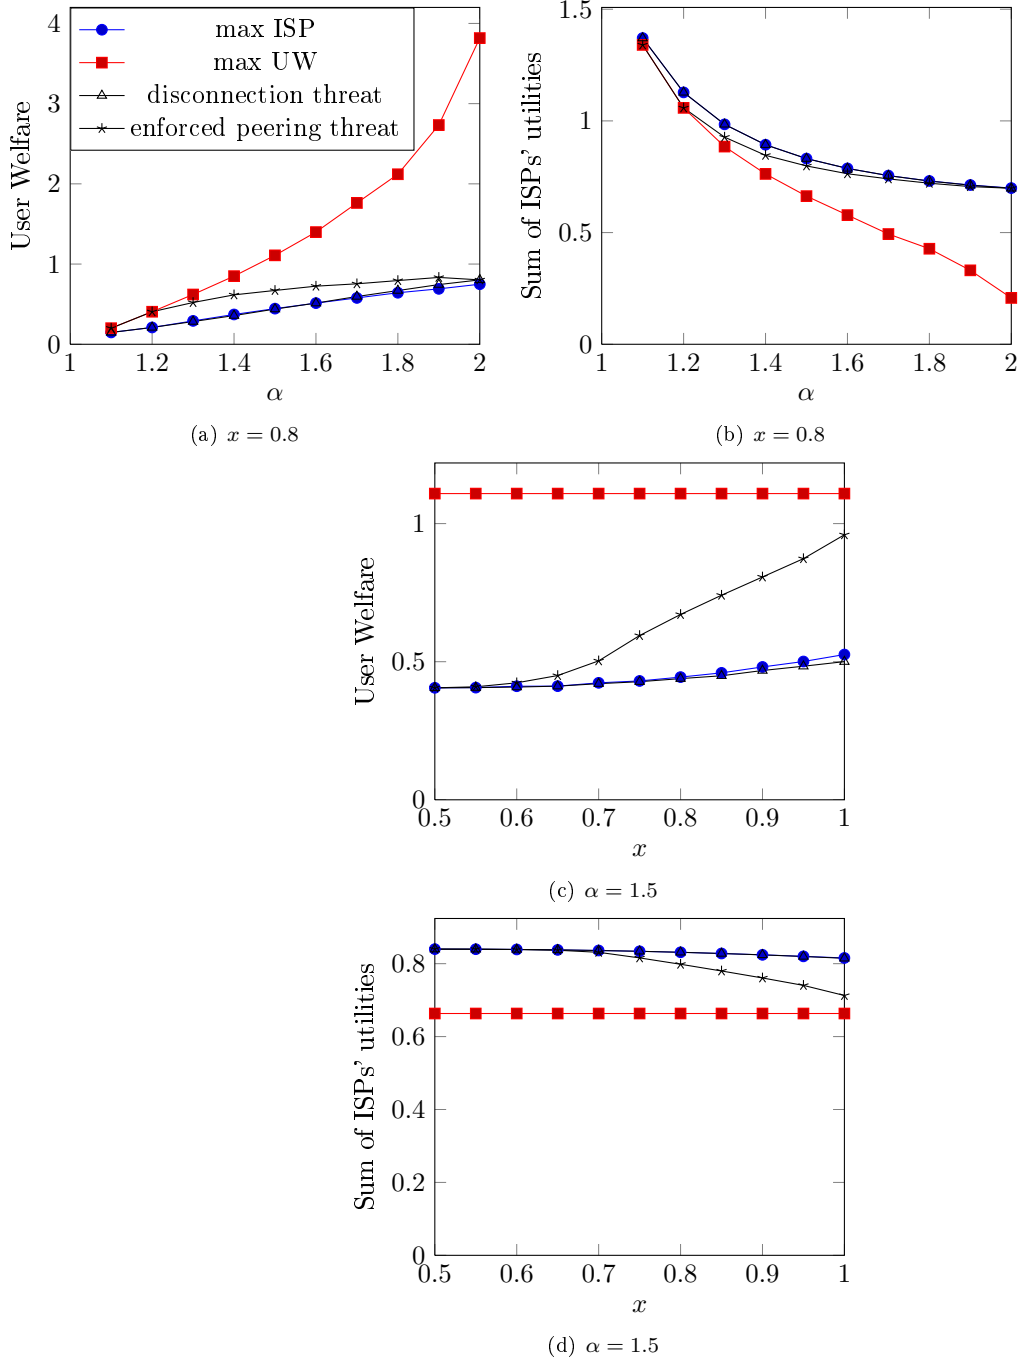 max ISP
max UW
disconnection threat
enforced peering threat
User Welfare
4
3
2
1
0
1
1.2
1.4
1.6
1.8
2
α
(a) x = 0.8
Sum of ISPs' utilities
1.5
1
0.5
0
1
1.2
1.4
1.6
1.8
2
α
(b) x = 0.8
User Welfare
1
0.5
0
0.5
0.6
0.7
0.8
0.9
1
x
(c) α = 1.5
Sum of ISPs' utilities
0.8
0.6
0.4
0.2
0
0.5
0.6
0.7
0.8
0.9
1
x
(d) α = 1.5